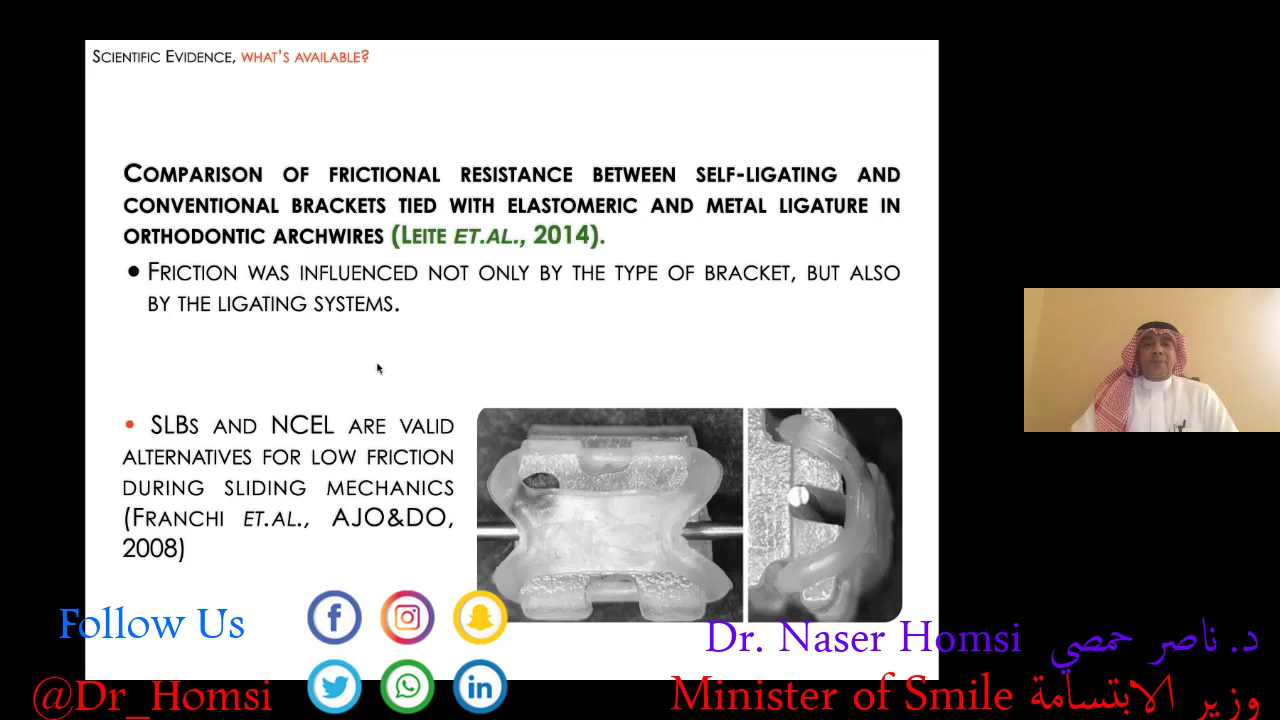 Scientific Evidence, what's available?
Comparison of frictional resistance between self-ligating and
conventional brackets tied with elastomeric and metal ligature in
orthodontic archwires (Leite et.al., 2014).
• Friction was influenced not only by the type of bracket, but also
by the ligating systems.
• SLBs and NCEL are valid
alternatives for low friction
during sliding mechanics
(Franchi et.al., AJO&DO,
2008)
Follow Us
@Dr_Homsi
Dr. Naser Homsi د. ناصر حمصي
Minister of Smile وزير الابتسامة